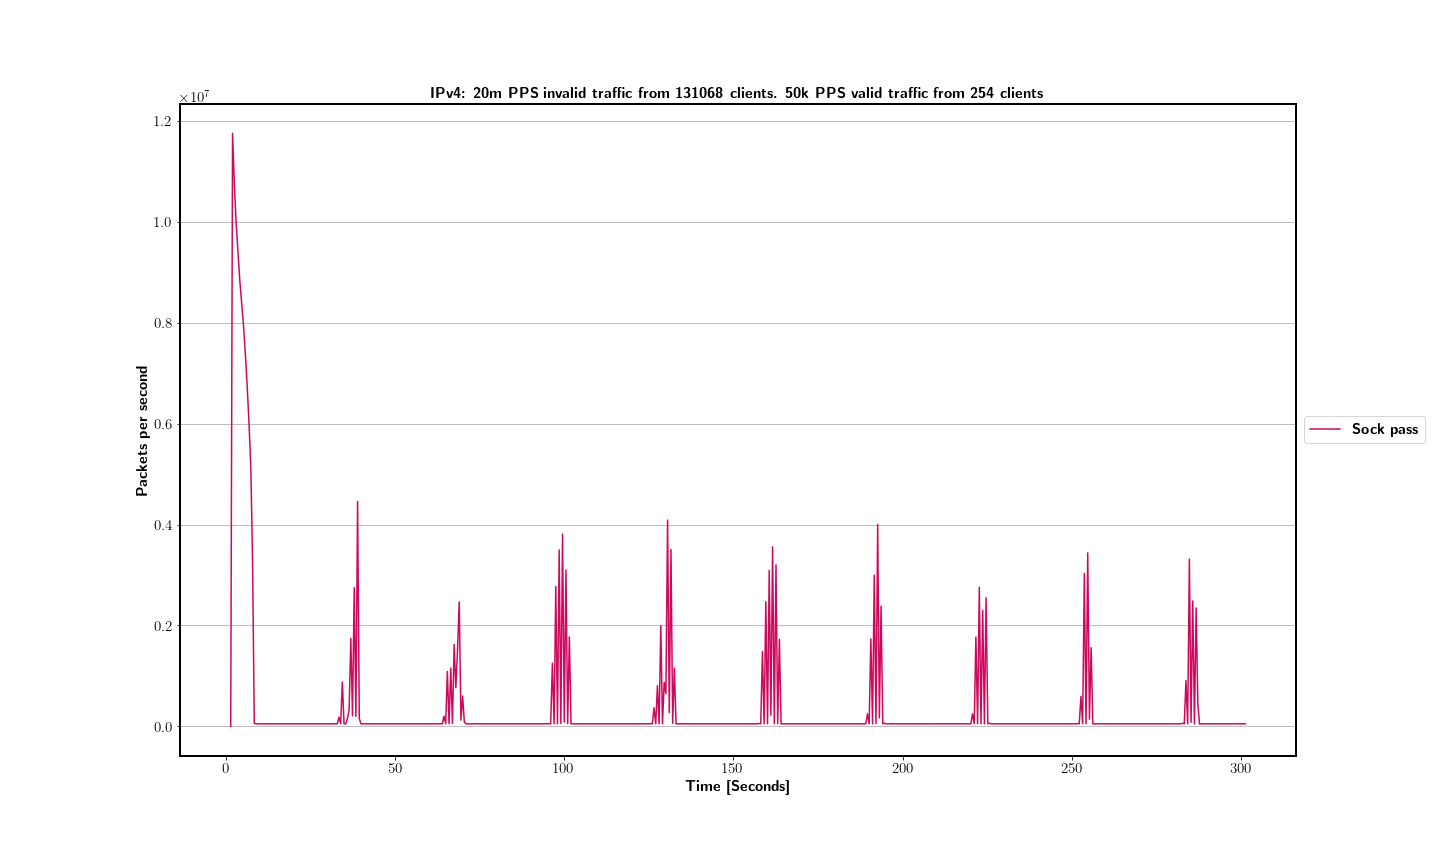 IPv4: 20m PPS invalid traffic from 131068 clients. 50k PPS valid traffic from 254 clients
×10⁷
1.2
1.0
0.8
0.6
0.4
0.2
0.0
Packets per second
0 50 100 150 200 250 300
Time [Seconds]
Sock pass